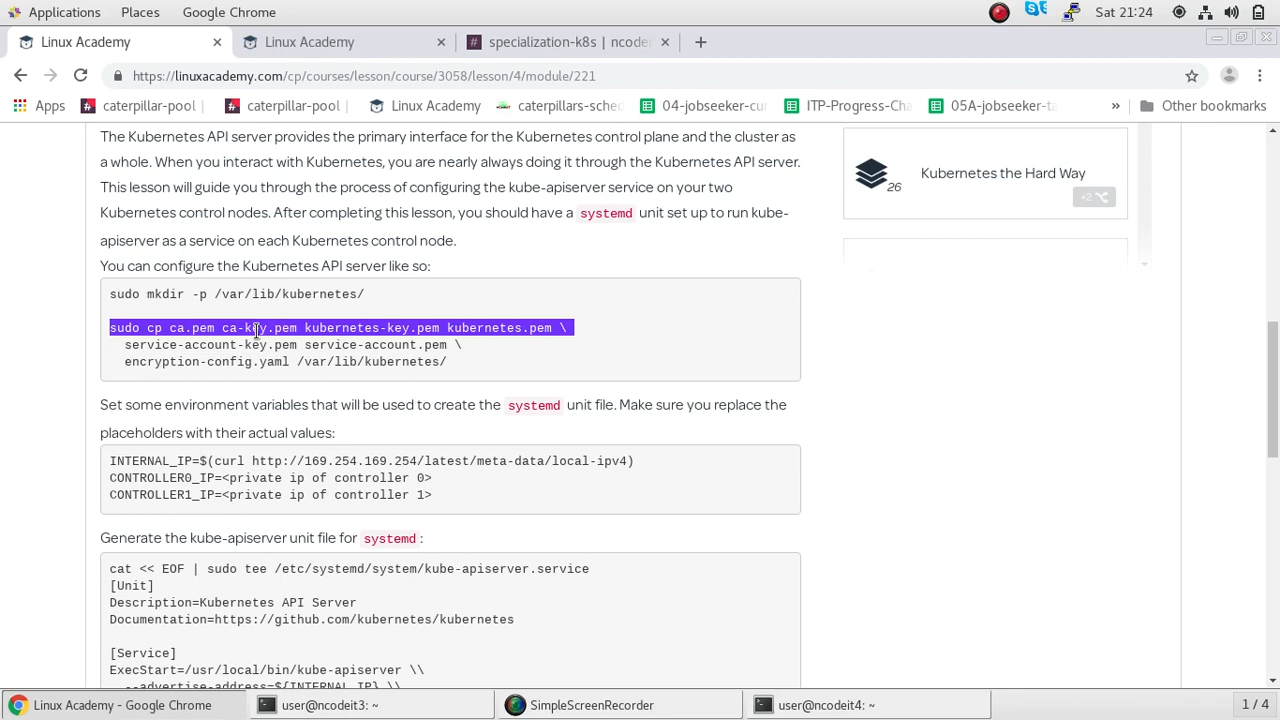 Applications Places Google Chrome Sat 21:24
Linux Academy Linux Academy specialization-k8s | ncodei
https://linuxacademy.com/cp/courses/lesson/course/3058/lesson/4/module/221
Apps caterpillar-pool caterpillar-pool Linux Academy caterpillars-sched 04-jobseeker-cur ITP-Progress-Cha 05A-jobseeker-ta » Other bookmarks
The Kubernetes API server provides the primary interface for the Kubernetes control plane and the cluster as
a whole. When you interact with Kubernetes, you are nearly always doing it through the Kubernetes API server.
This lesson will guide you through the process of configuring the kube-apiserver service on your two
Kubernetes control nodes. After completing this lesson, you should have a systemd unit set up to run kube-
apiserver as a service on each Kubernetes control node.
You can configure the Kubernetes API server like so:
sudo mkdir -p /var/lib/kubernetes/
sudo cp ca.pem ca-key.pem kubernetes-key.pem kubernetes.pem \
service-account-key.pem service-account.pem \
encryption-config.yaml /var/lib/kubernetes/
Set some environment variables that will be used to create the systemd unit file. Make sure you replace the
placeholders with their actual values:
INTERNAL_IP=$(curl http://169.254.169.254/latest/meta-data/local-ipv4)
CONTROLLER0_IP=<private ip of controller 0>
CONTROLLER1_IP=<private ip of controller 1>
Generate the kube-apiserver unit file for systemd :
cat << EOF | sudo tee /etc/systemd/system/kube-apiserver.service
[Unit]
Description=Kubernetes API Server
Documentation=https://github.com/kubernetes/kubernetes
[Service]
ExecStart=/usr/local/bin/kube-apiserver \\
--advertise-address=${INTERNAL_IP} \\
26 Kubernetes the Hard Way
+2
Linux Academy - Google Chrome user@ncodeit3: ~ SimpleScreenRecorder user@ncodeit4: ~ 1 / 4